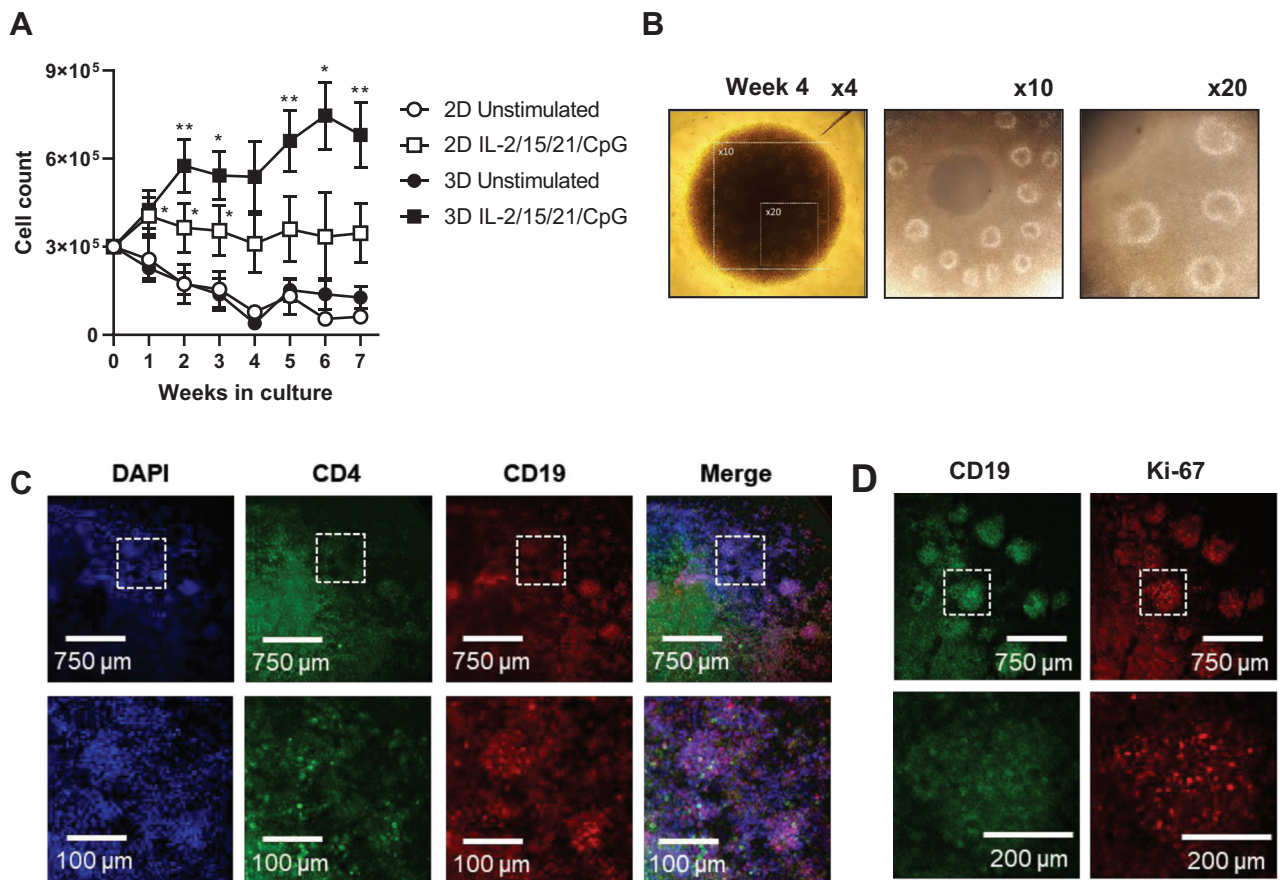 A
9×10⁵
6×10⁵
3×10⁵
0
Cell count
** * ** * **
* * *
0 1 2 3 4 5 6 7
Weeks in culture
2D Unstimulated
2D IL-2/15/21/CpG
3D Unstimulated
3D IL-2/15/21/CpG
B
Week 4 x4 x10 x20
x10
x20
C
DAPI CD4 CD19 Merge
750 µm 750 µm 750 µm 750 µm
100 µm 100 µm 100 µm 100 µm
D
CD19 Ki-67
750 µm 750 µm
200 µm 200 µm